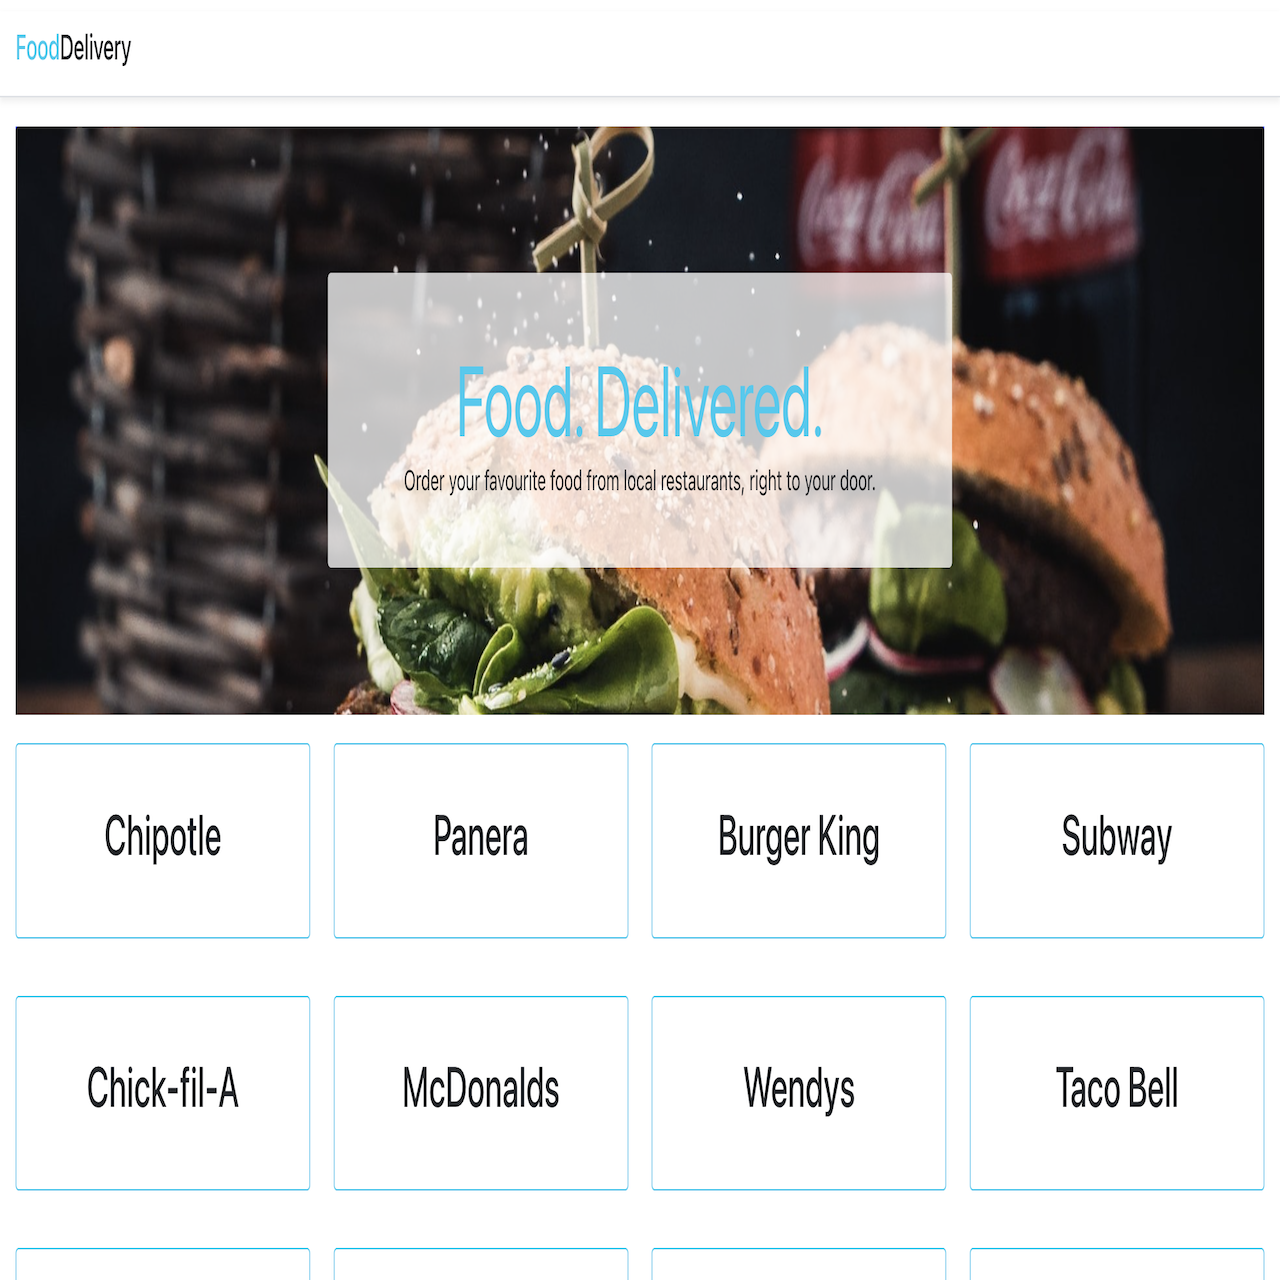 FoodDelivery
Coca-Cola Coca-Cola
Food. Delivered.
Order your favourite food from local restaurants, right to your door.
Chipotle Panera Burger King Subway
Chick-fil-A McDonalds Wendys Taco Bell